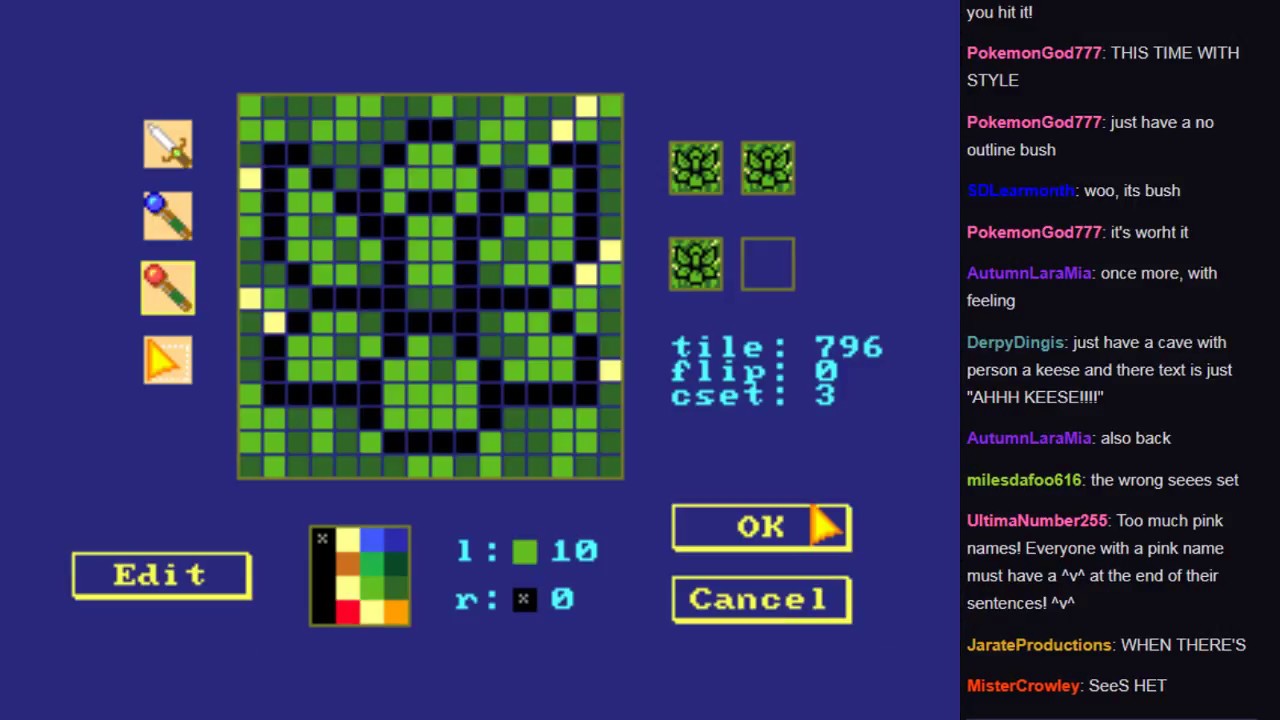 tile: 796
flip: 0
cset: 3
Edit
l: 10
r: 0
OK
Cancel
you hit it!
PokemonGod777: THIS TIME WITH
STYLE
PokemonGod777: just have a no
outline bush
SDLearmonth: woo, its bush
PokemonGod777: it's worht it
AutumnLaraMia: once more, with
feeling
DerpyDingis: just have a cave with
person a keese and there text is just
"AHHH KEESE!!!!"
AutumnLaraMia: also back
milesdafoo616: the wrong seees set
UltimaNumber255: Too much pink
names! Everyone with a pink name
must have a ^v^ at the end of their
sentences! ^v^
JarateProductions: WHEN THERE'S
MisterCrowley: SeeS HET